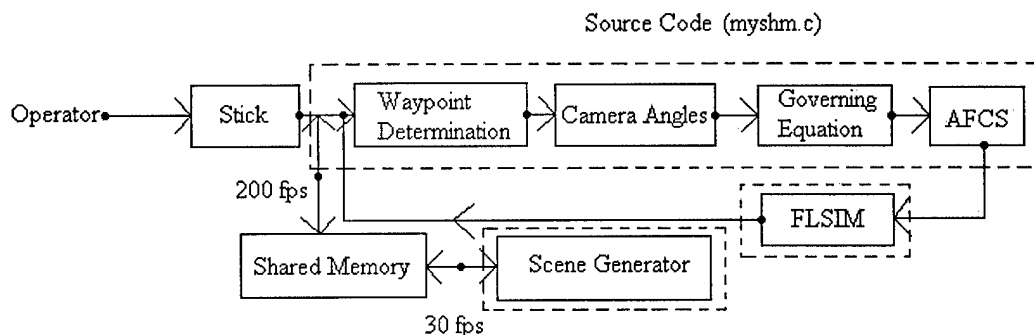 Source Code (myshm.c)
Operator
Stick
Waypoint
Determination
Camera Angles
Governing
Equation
AFCS
200 fps
FLSIM
Shared Memory
Scene Generator
30 fps